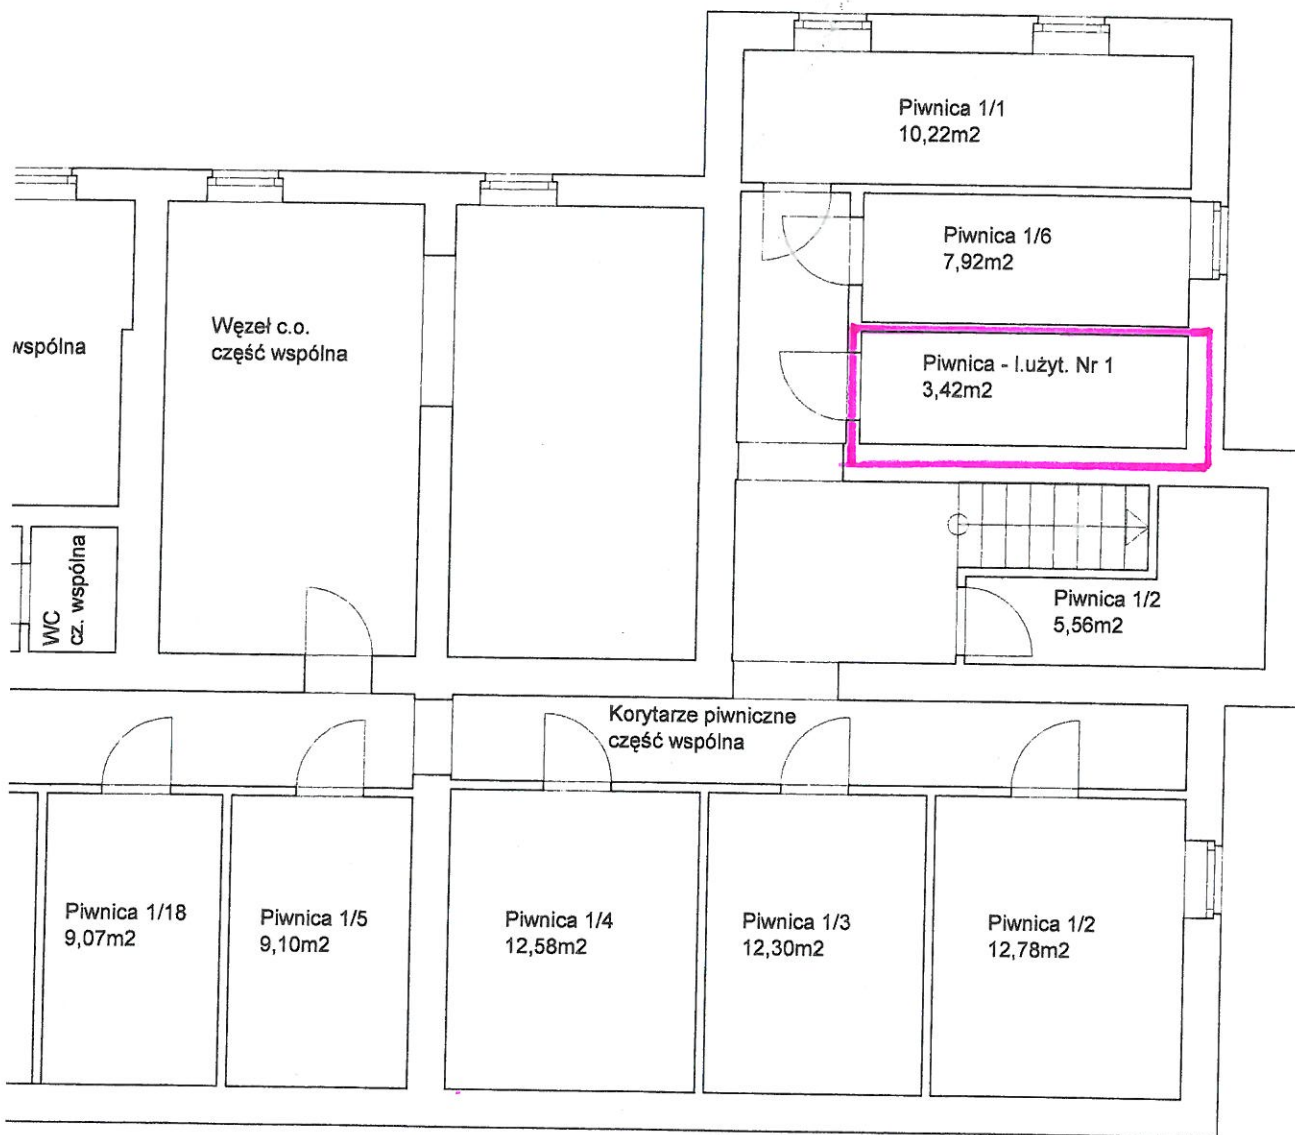 Piwnica 1/1
10,22m2
Piwnica 1/6
7,92m2
Węzeł c.o.
część wspólna
wspólna
Piwnica - l.użyt. Nr 1
3,42m2
WC
cz. wspólna
Piwnica 1/2
5,56m2
Korytarze piwniczne
część wspólna
Piwnica 1/18
9,07m2
Piwnica 1/5
9,10m2
Piwnica 1/4
12,58m2
Piwnica 1/3
12,30m2
Piwnica 1/2
12,78m2